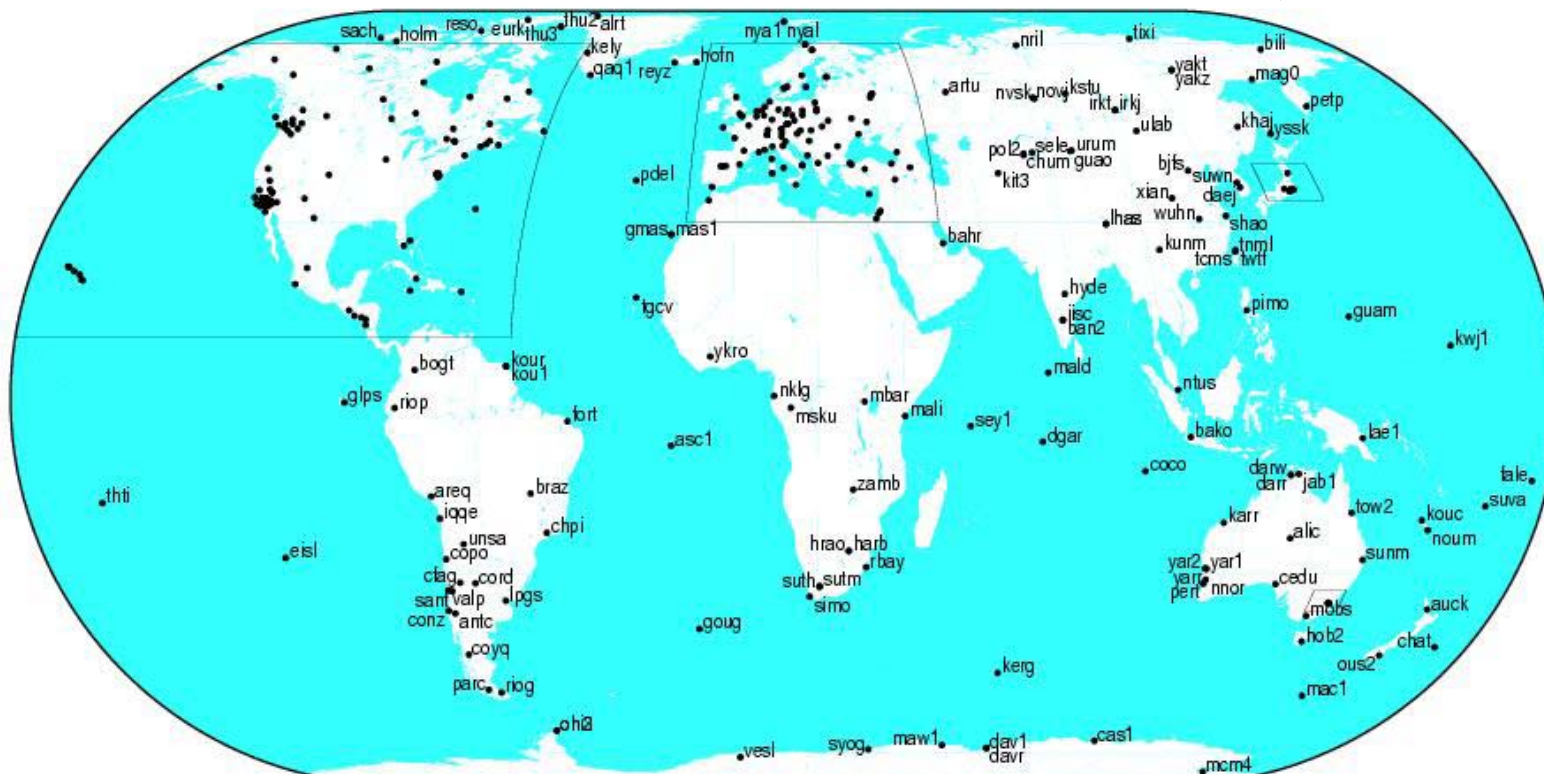 sach
holm
reso
eurk
thu2
thu3
alrt
kely
qaq1
reyz
hofn
nya1
nyal
nril
tixi
bili
yakt
yakz
mag0
petp
artu
nvsk
novj
kstu
irkt
irkj
ulab
khaj
yssk
pol2
sele
chum
urum
guao
kit3
bjfs
suwn
daej
xian
wuhn
shao
pdel
gmas
mas1
bahr
lhas
kunm
tnml
tcms
twtf
hyde
iisc
ban2
pimo
guam
kwj1
bogt
kour
kou1
ykro
mald
ntus
glps
riop
fort
nklg
msku
mbar
mali
sey1
dgar
bako
lae1
asc1
coco
darw
darr
jab1
fale
thti
areq
braz
zamb
suva
iqqe
chpi
karr
tow2
kouc
noum
eisl
unsa
copo
hrao
harb
rbay
alic
sunm
yar2
yar1
cfag
cord
suth
sutm
simo
yarr
pert
nnor
cedu
sant
valp
lpgs
conz
antc
goug
mobs
auck
hob2
chat
ous2
coyq
kerg
parc
riog
mac1
vesl
syog
maw1
dav1
davr
cas1
mcm4